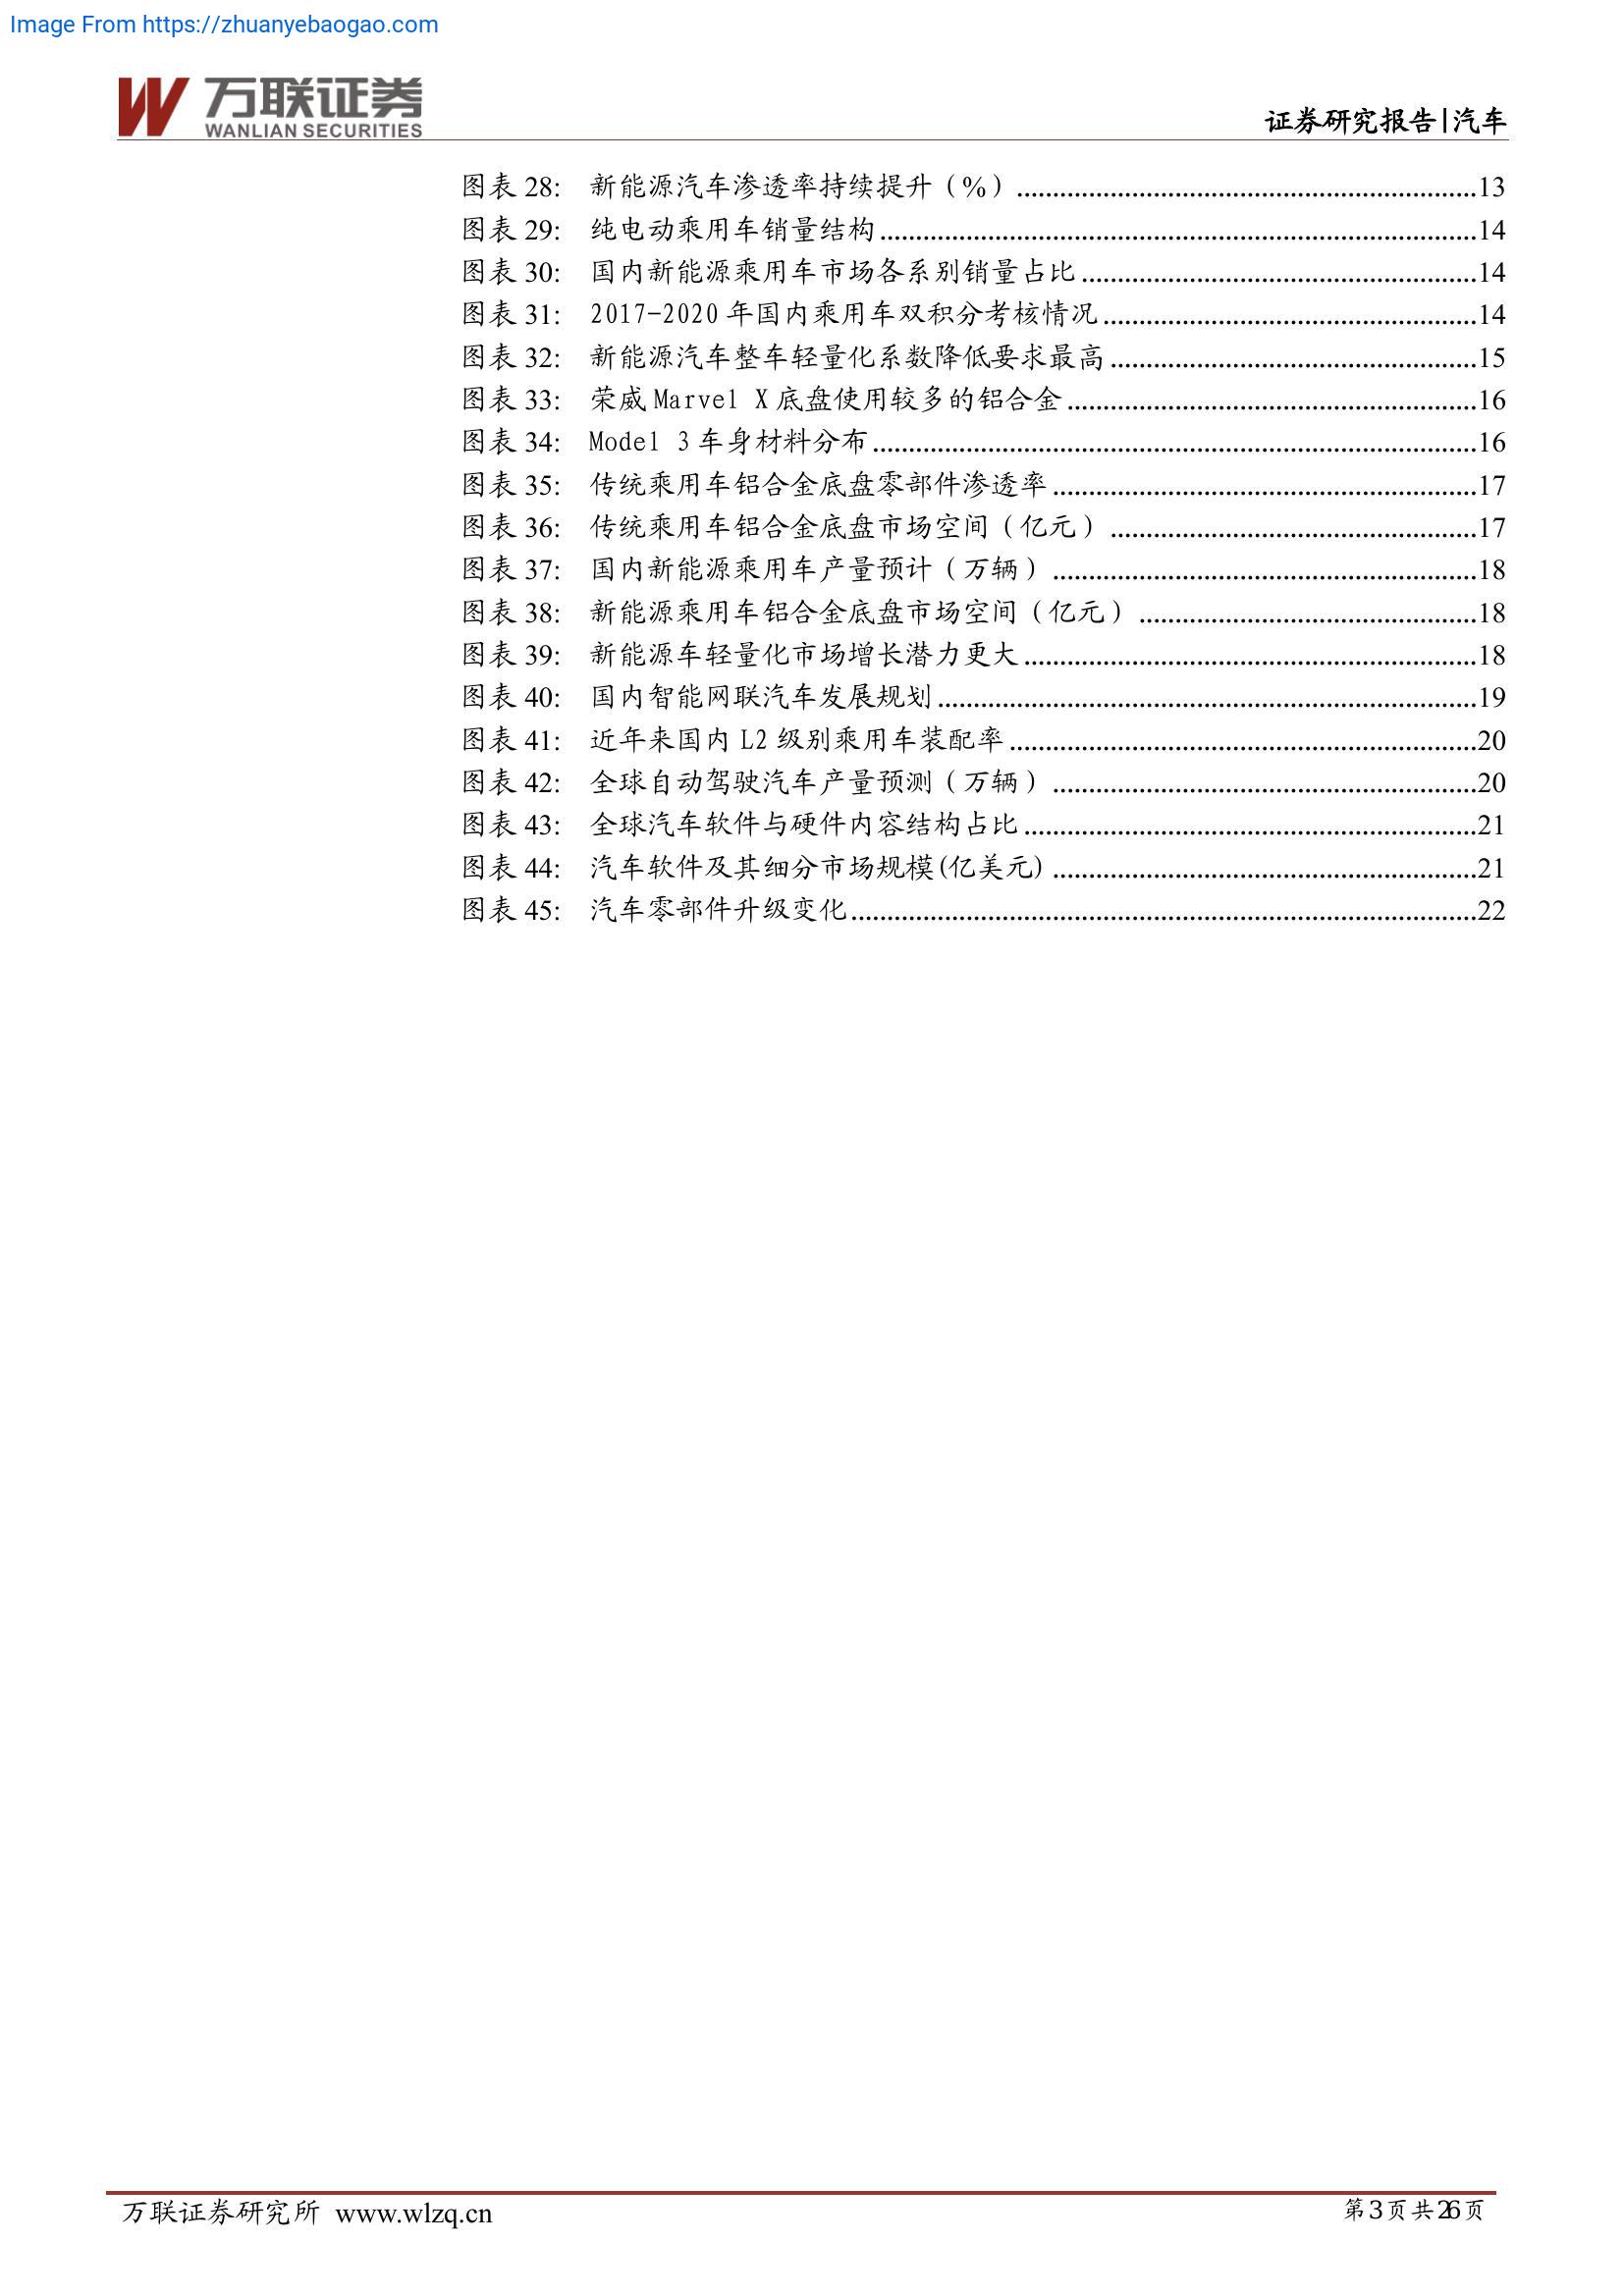 Image From https://zhuanyebaogao.com
万联证券
WANLIAN SECURITIES
证券研究报告|汽车
图表 28: 新能源汽车渗透率持续提升（%）...............13
图表 29: 纯电动乘用车销量结构...............14
图表 30: 国内新能源乘用车市场各系别销量占比...............14
图表 31: 2017-2020 年国内乘用车双积分考核情况...............14
图表 32: 新能源汽车整车轻量化系数降低要求最高...............15
图表 33: 荣威 Marvel X 底盘使用较多的铝合金...............16
图表 34: Model 3 车身材料分布...............16
图表 35: 传统乘用车铝合金底盘零部件渗透率...............17
图表 36: 传统乘用车铝合金底盘市场空间（亿元）...............17
图表 37: 国内新能源乘用车产量预计（万辆）...............18
图表 38: 新能源乘用车铝合金底盘市场空间（亿元）...............18
图表 39: 新能源车轻量化市场增长潜力更大...............18
图表 40: 国内智能网联汽车发展规划...............19
图表 41: 近年来国内 L2 级别乘用车装配率...............20
图表 42: 全球自动驾驶汽车产量预测（万辆）...............20
图表 43: 全球汽车软件与硬件内容结构占比...............21
图表 44: 汽车软件及其细分市场规模(亿美元)...............21
图表 45: 汽车零部件升级变化...............22
万联证券研究所 www.wlzq.cn
第3页共26页